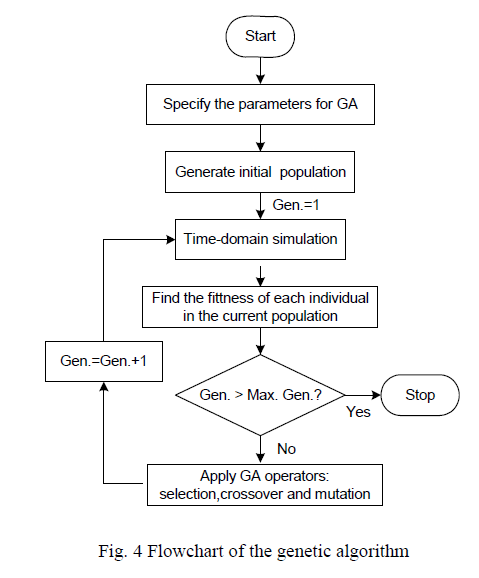 Start
Specify the parameters for GA
Generate initial population
Gen.=1
Time-domain simulation
Find the fittness of each individual
in the current population
Gen.=Gen.+1
Gen. > Max. Gen.?
Stop
Yes
No
Apply GA operators:
selection,crossover and mutation
Fig. 4 Flowchart of the genetic algorithm